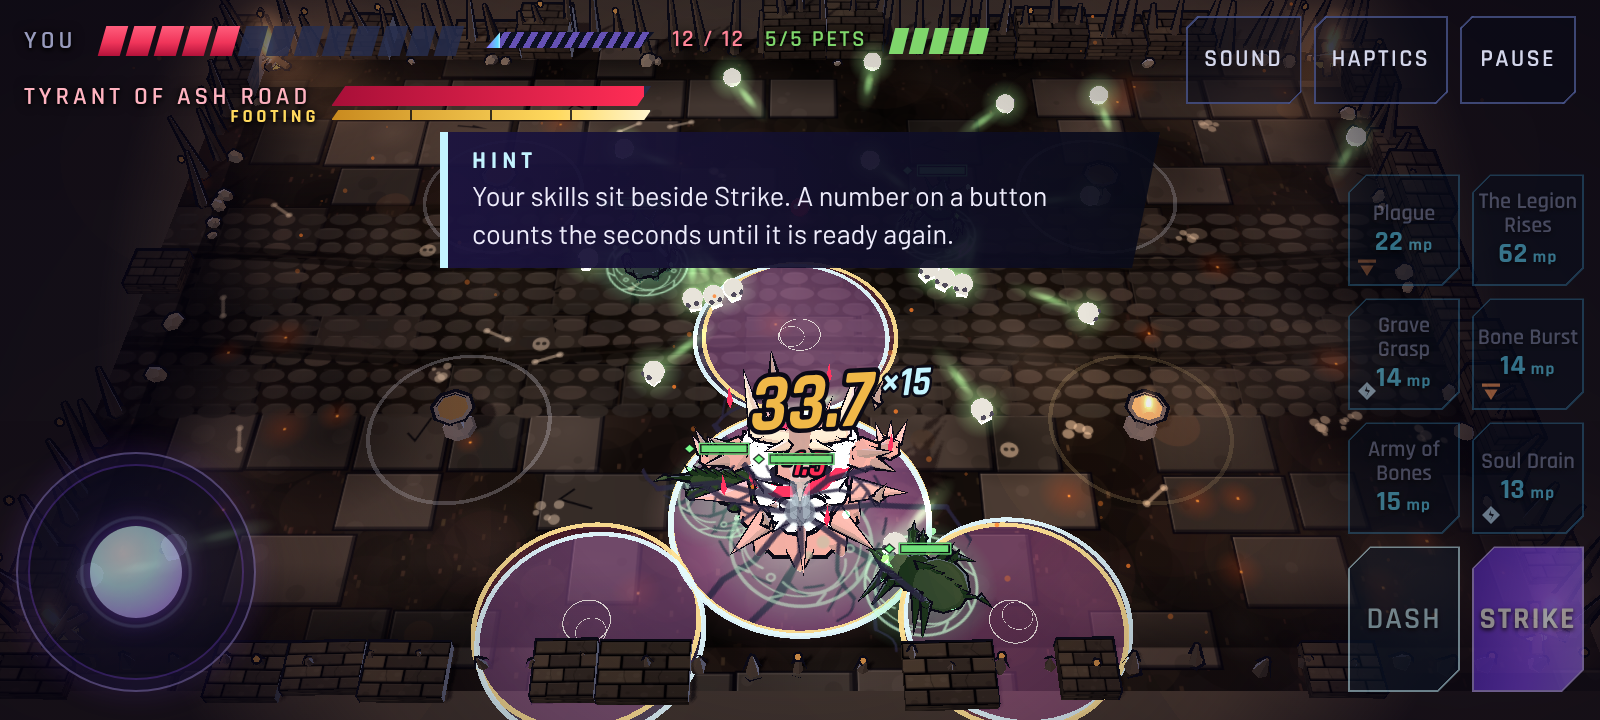 YOU
12 / 12
5/5 PETS
SOUND
HAPTICS
PAUSE
TYRANT OF ASH ROAD
FOOTING
HINT
Your skills sit beside Strike. A number on a button
counts the seconds until it is ready again.
Plague
22 mp
The Legion
Rises
62 mp
Grave
Grasp
14 mp
Bone Burst
14 mp
33.7 ×15
Army of
Bones
15 mp
Soul Drain
13 mp
DASH
STRIKE